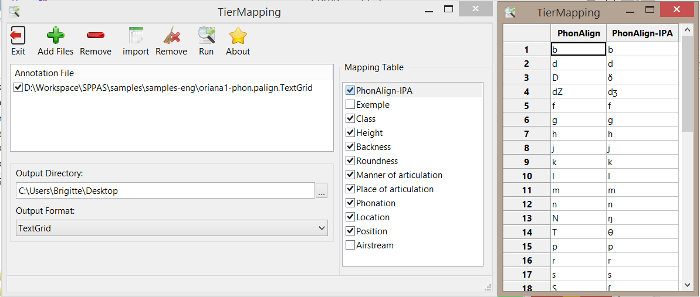 TierMapping
Exit Add Files Remove import Remove Run About
Annotation File
D:\Workspace\SPPAS\samples\samples-eng\oriana1-phon.palign.TextGrid
Output Directory:
C:\Users\Brigitte\Desktop
...
Output Format:
TextGrid
Mapping Table
PhonAlign-IPA
Exemple
Class
Height
Backness
Roundness
Manner of articulation
Place of articulation
Phonation
Location
Position
Airstream
TierMapping
PhonAlign PhonAlign-IPA
1 b b
2 d d
3 D ð
4 dZ dʒ
5 f f
6 g g
7 h h
8 j j
9 k k
10 l l
11 m m
12 n n
13 N ŋ
14 T θ
15 p p
16 r r
17 s s
18 S ʃ